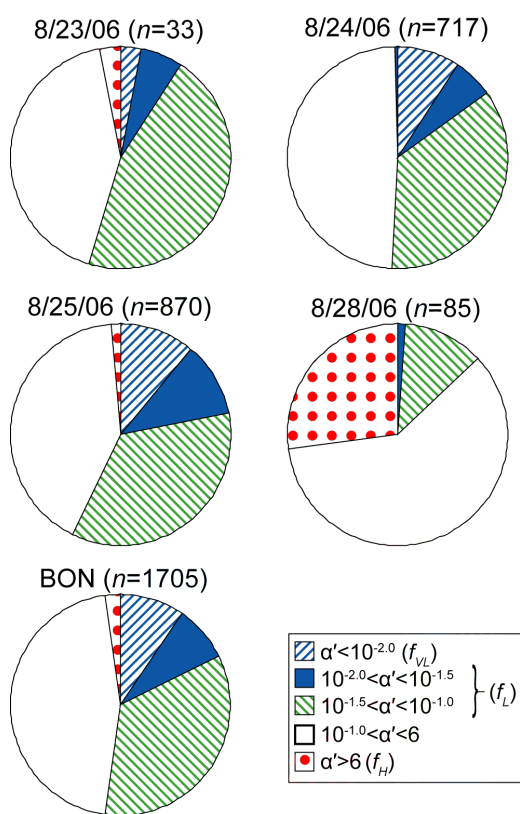 8/23/06 (n=33)
8/24/06 (n=717)
8/25/06 (n=870)
8/28/06 (n=85)
BON (n=1705)
α′<10⁻²·⁰ (f_VL)
10⁻²·⁰<α′<10⁻¹·⁵
10⁻¹·⁵<α′<10⁻¹·⁰
(f_L)
10⁻¹·⁰<α′<6
α′>6 (f_H)